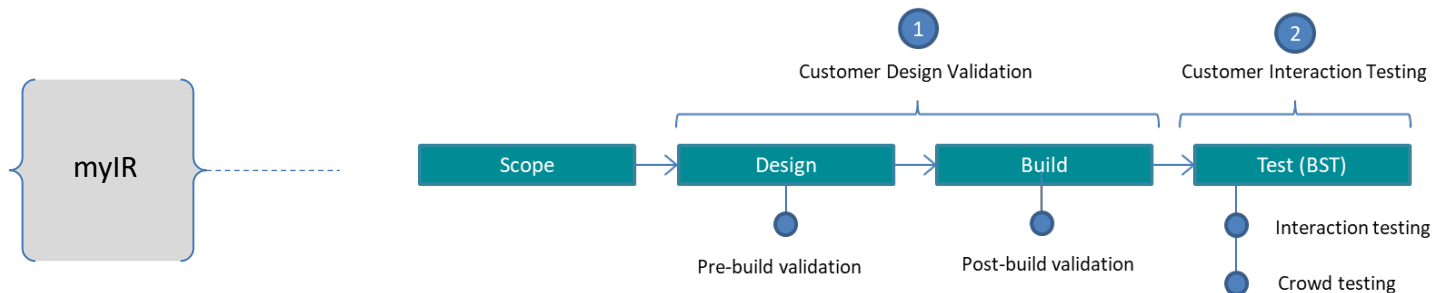 1
2
Customer Design Validation
Customer Interaction Testing
myIR
Scope
Design
Build
Test (BST)
Pre-build validation
Post-build validation
Interaction testing
Crowd testing